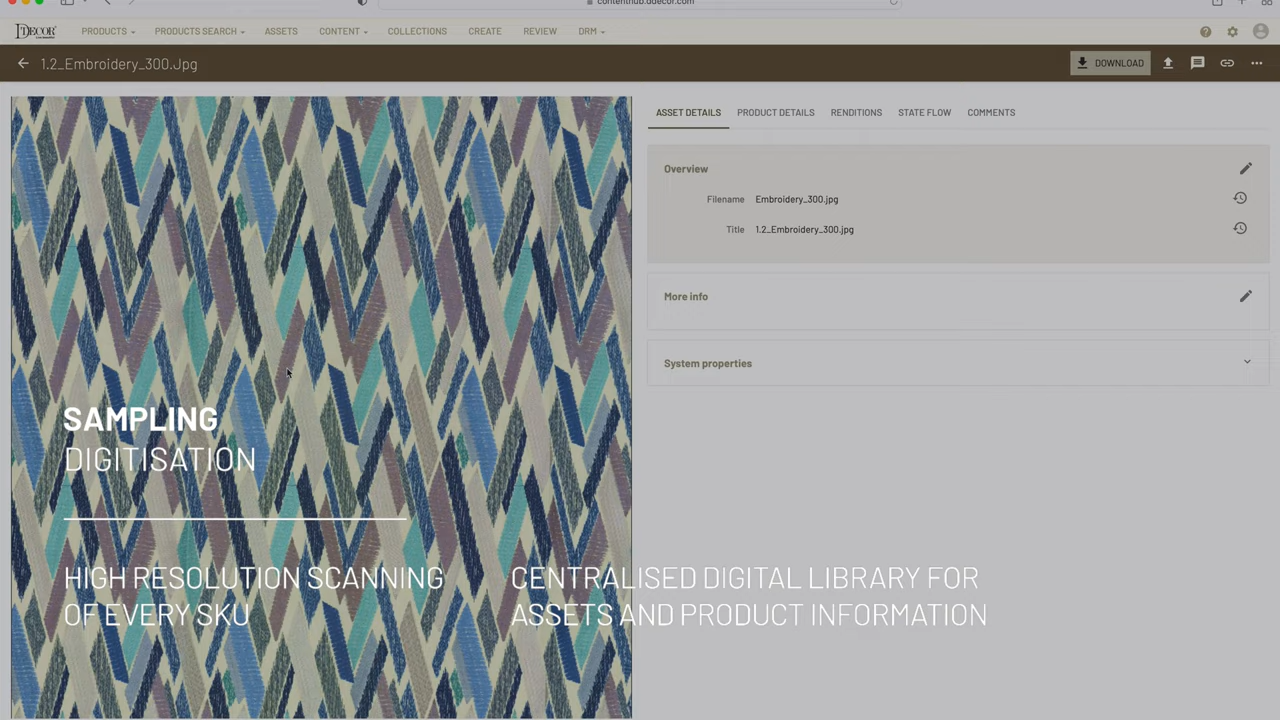 contenthub.ddecor.com
D'DECOR
PRODUCTS
PRODUCTS SEARCH
ASSETS
CONTENT
COLLECTIONS
CREATE
REVIEW
DRM
1.2_Embroidery_300.Jpg
DOWNLOAD
ASSET DETAILS
PRODUCT DETAILS
RENDITIONS
STATE FLOW
COMMENTS
Overview
Filename Embroidery_300.jpg
Title 1.2_Embroidery_300.jpg
More info
System properties
SAMPLING
DIGITISATION
HIGH RESOLUTION SCANNING
OF EVERY SKU
CENTRALISED DIGITAL LIBRARY FOR
ASSETS AND PRODUCT INFORMATION